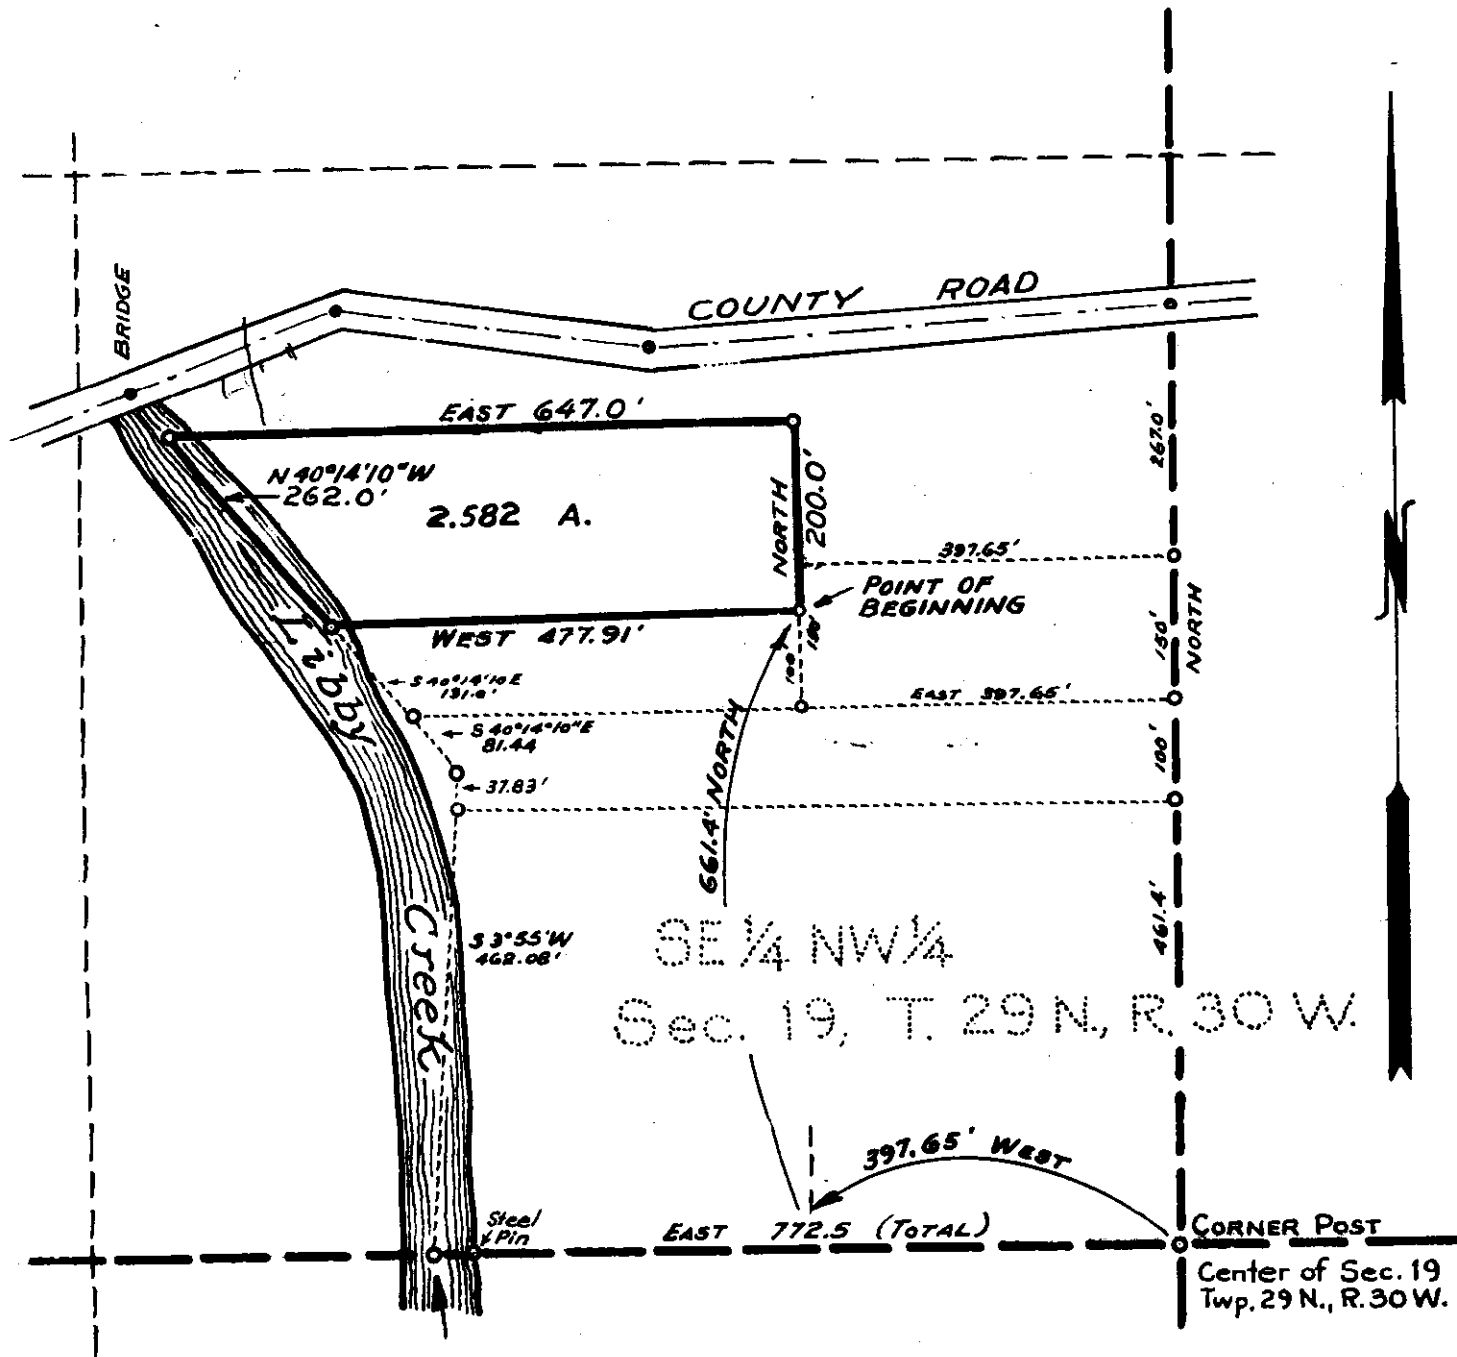 BRIDGE
COUNTY ROAD
EAST 647.0'
N 40°14'10" W
262.0'
2.582 A.
NORTH
200.0'
267.0'
397.65'
POINT OF
BEGINNING
WEST 477.91'
150'
NORTH
100'
S 40°14'10 E
131.0'
EAST 397.65'
S 40°14'10" E
81.44
37.83'
100'
661.4' NORTH
Libby
Creek
S 3°55' W
462.08'
461.4'
SE 1/4 NW 1/4
Sec. 19, T. 29 N., R. 30 W.
N
397.65' WEST
Steel
Pin
EAST 772.5 (TOTAL)
CORNER POST
Center of Sec. 19
Twp. 29 N., R. 30 W.